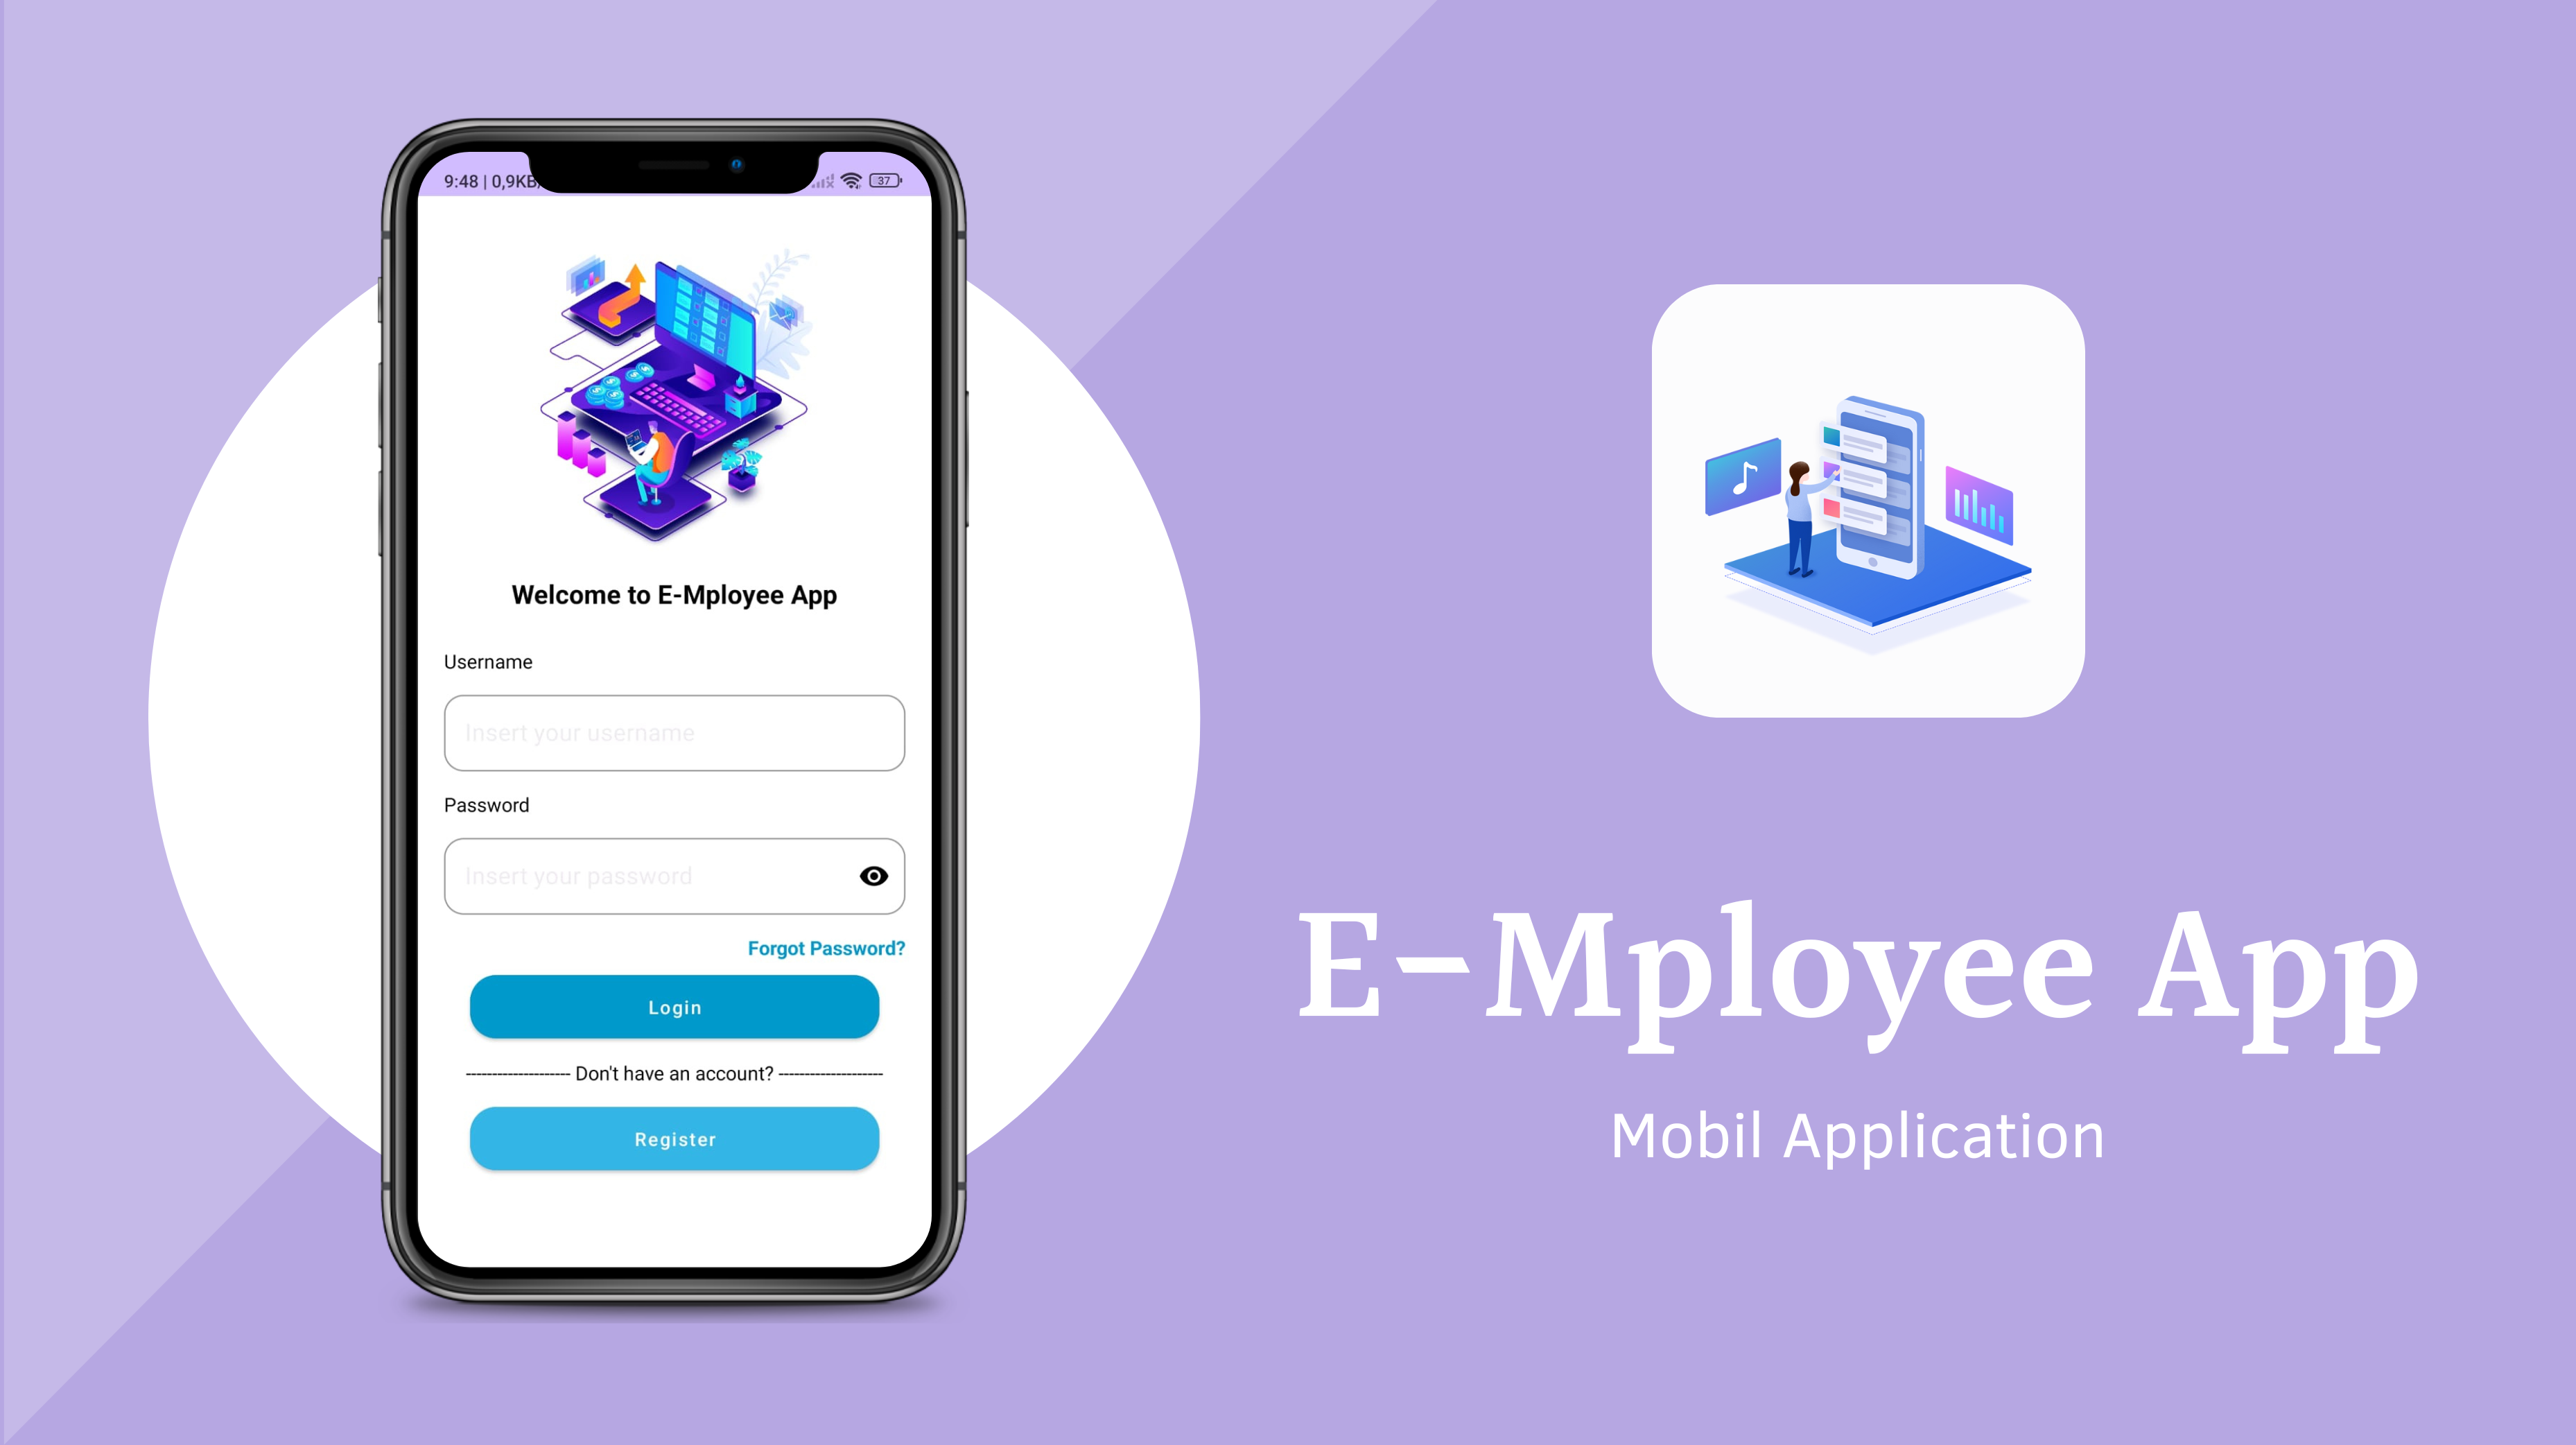 9:48 | 0,9KB/
37
Welcome to E-Mployee App
Username
Insert your username
Password
Insert your password
Forgot Password?
Login
-------------------- Don't have an account? --------------------
Register
E-Mployee App
Mobil Application